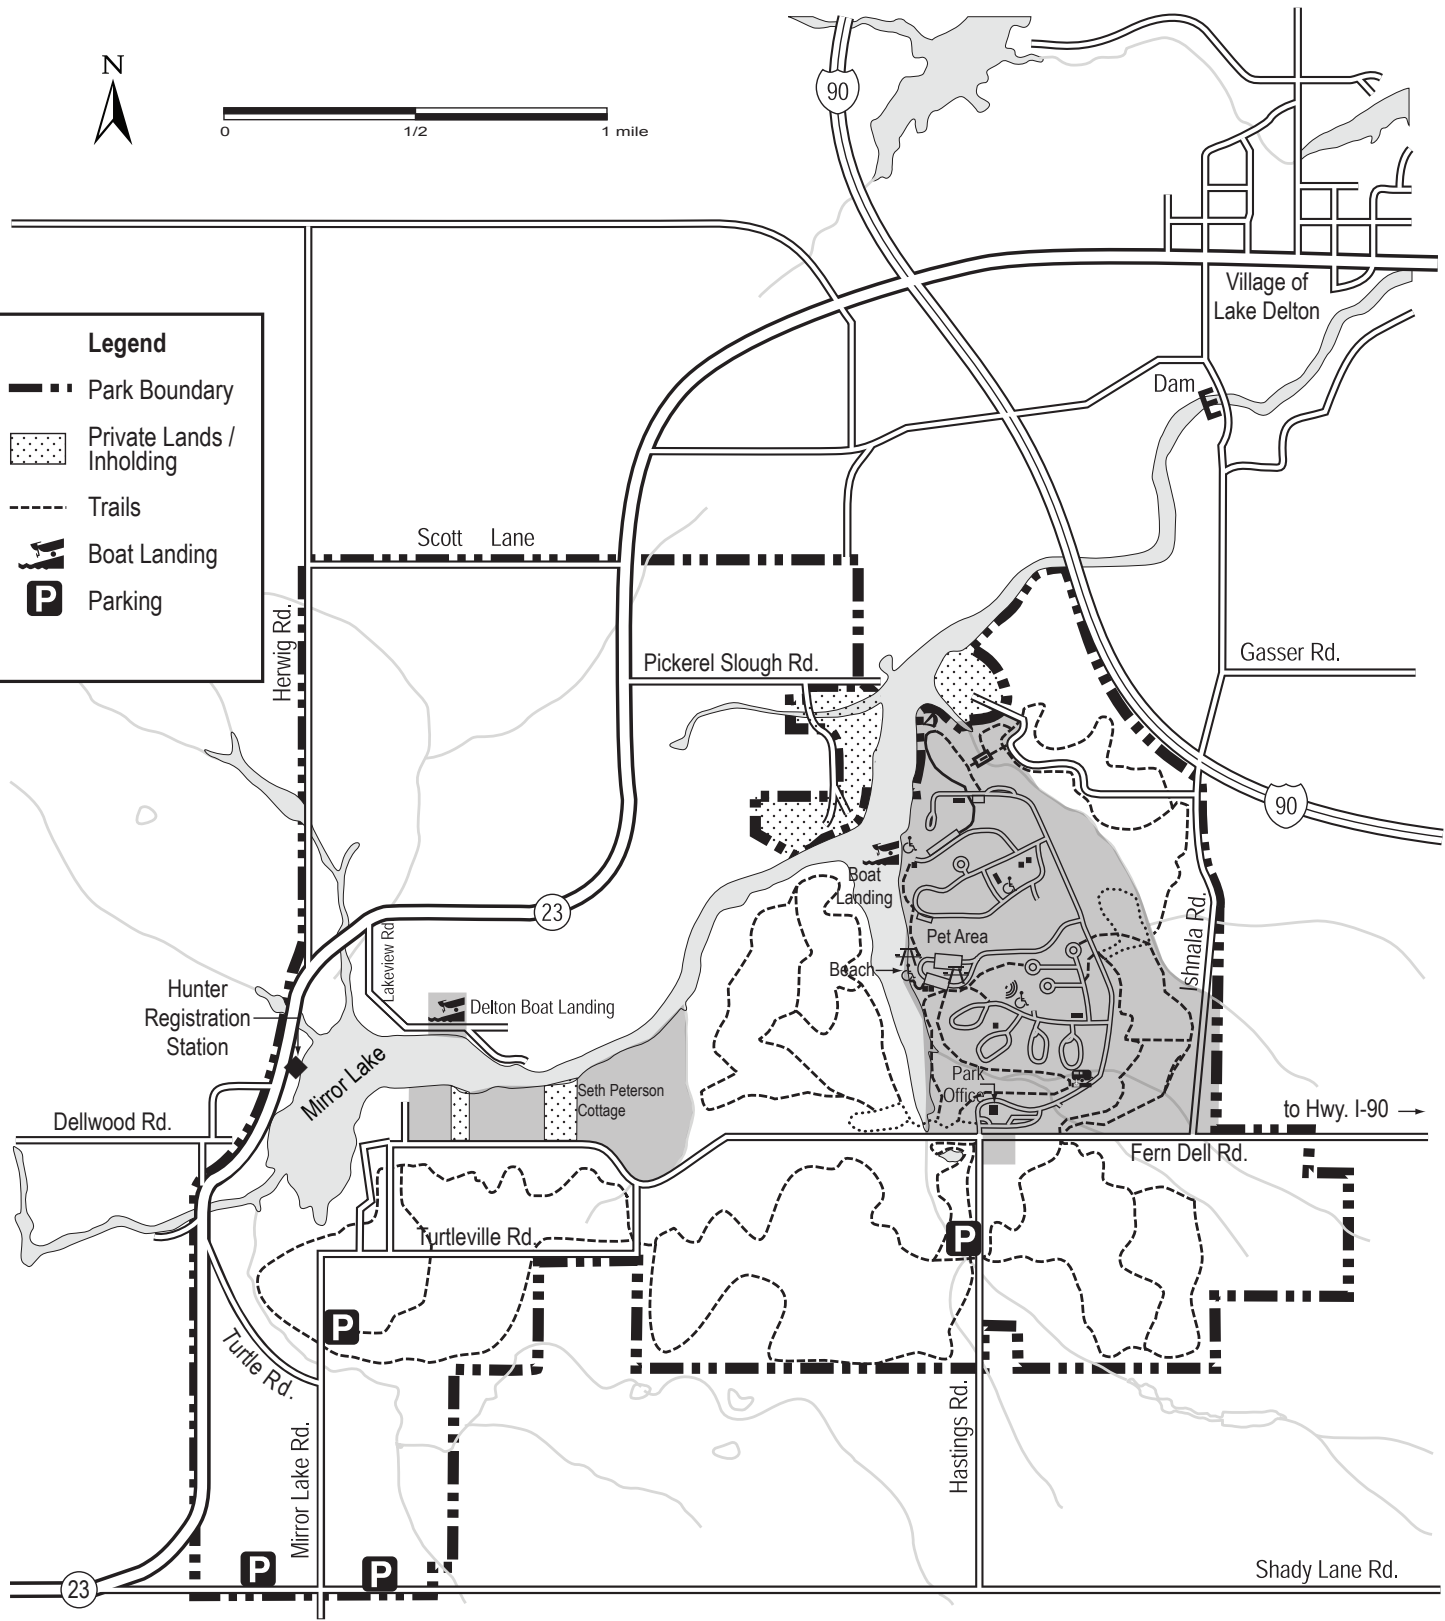 N
0 1/2 1 mile
90
Village of
Lake Delton
Legend
Park Boundary
Private Lands /
Inholding
Trails
Boat Landing
P Parking
Dam
Scott Lane
Herwig Rd.
Pickerel Slough Rd.
Gasser Rd.
90
Boat
Landing
23
Lakeview Rd
Pet Area
Beach
Ishnala Rd.
Hunter
Registration
Station
Delton Boat Landing
Mirror Lake
Seth Peterson
Cottage
Park
Office
Dellwood Rd.
to Hwy. I-90
Fern Dell Rd.
Turtleville Rd.
P
P
Turtle Rd.
Mirror Lake Rd.
Hastings Rd.
P
P
Shady Lane Rd.
23